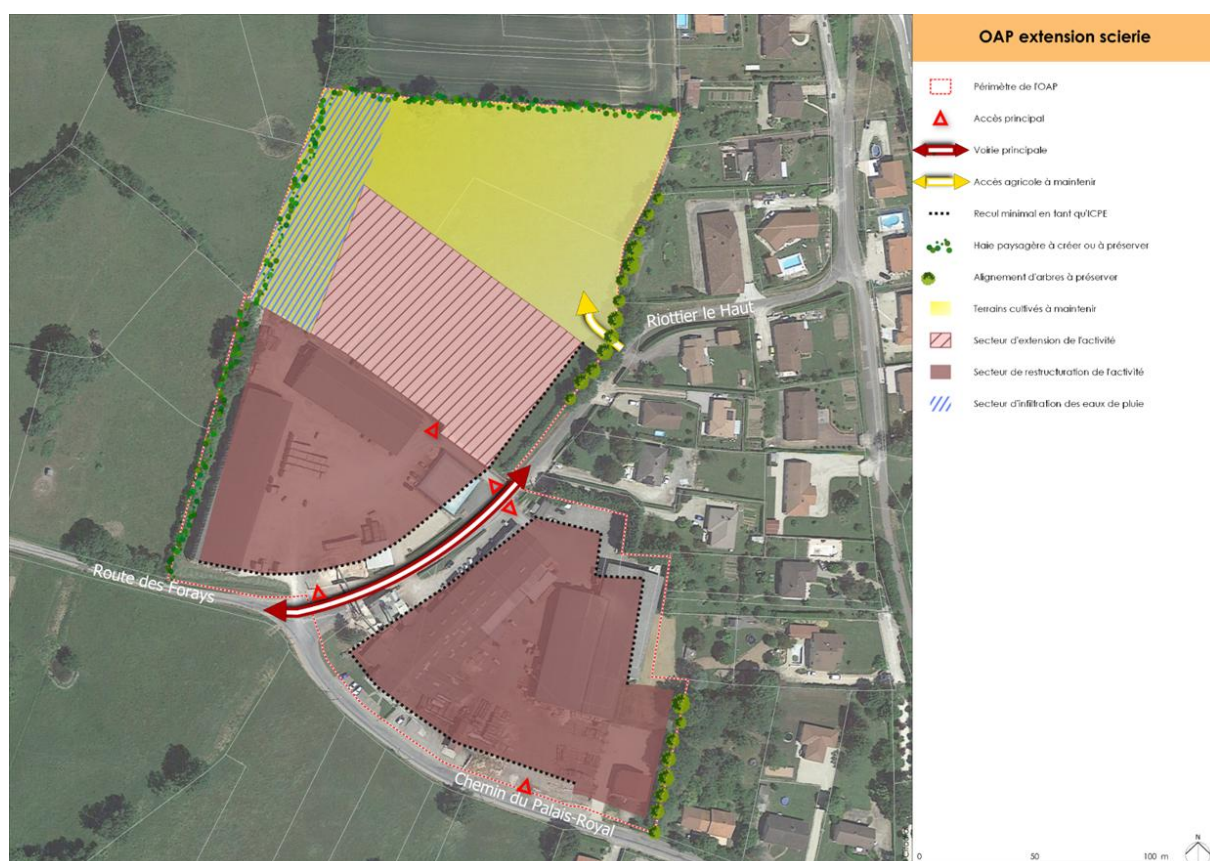 OAP extension scierie
Périmètre de l'OAP
Accès principal
Voirie principale
Accès agricole à maintenir
Recul minimal en tant qu'ICPE
Haie paysagère à créer ou à préserver
Alignement d'arbres à préserver
Terrains cultivés à maintenir
Secteur d'extension de l'activité
Secteur de restructuration de l'activité
Secteur d'infiltration des eaux de pluie
Riottier le Haut
Route des Forays
Chemin du Palais-Royal
N
0 50 100 m